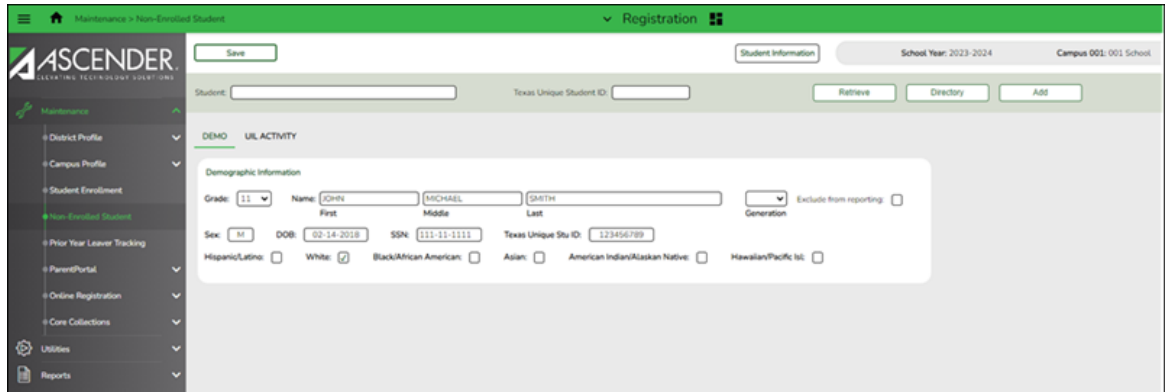 Maintenance > Non-Enrolled Student
Registration
ASCENDER
ELEVATING TECHNOLOGY SOLUTIONS
Save
Student Information
School Year: 2023-2024
Campus 001: 001 School
Student:
Texas Unique Student ID:
Retrieve
Directory
Add
Maintenance
District Profile
Campus Profile
Student Enrollment
Non-Enrolled Student
Prior Year Leaver Tracking
ParentPortal
Online Registration
Core Collections
Utilities
Reports
DEMO UIL ACTIVITY
Demographic Information
Grade: 11 Name: JOHN MICHAEL SMITH Exclude from reporting:
First Middle Last Generation
Sex: M DOB: 02-14-2018 SSN: 111-11-1111 Texas Unique Stu ID: 123456789
Hispanic/Latino: White: Black/African American: Asian: American Indian/Alaskan Native: Hawaiian/Pacific Isl: